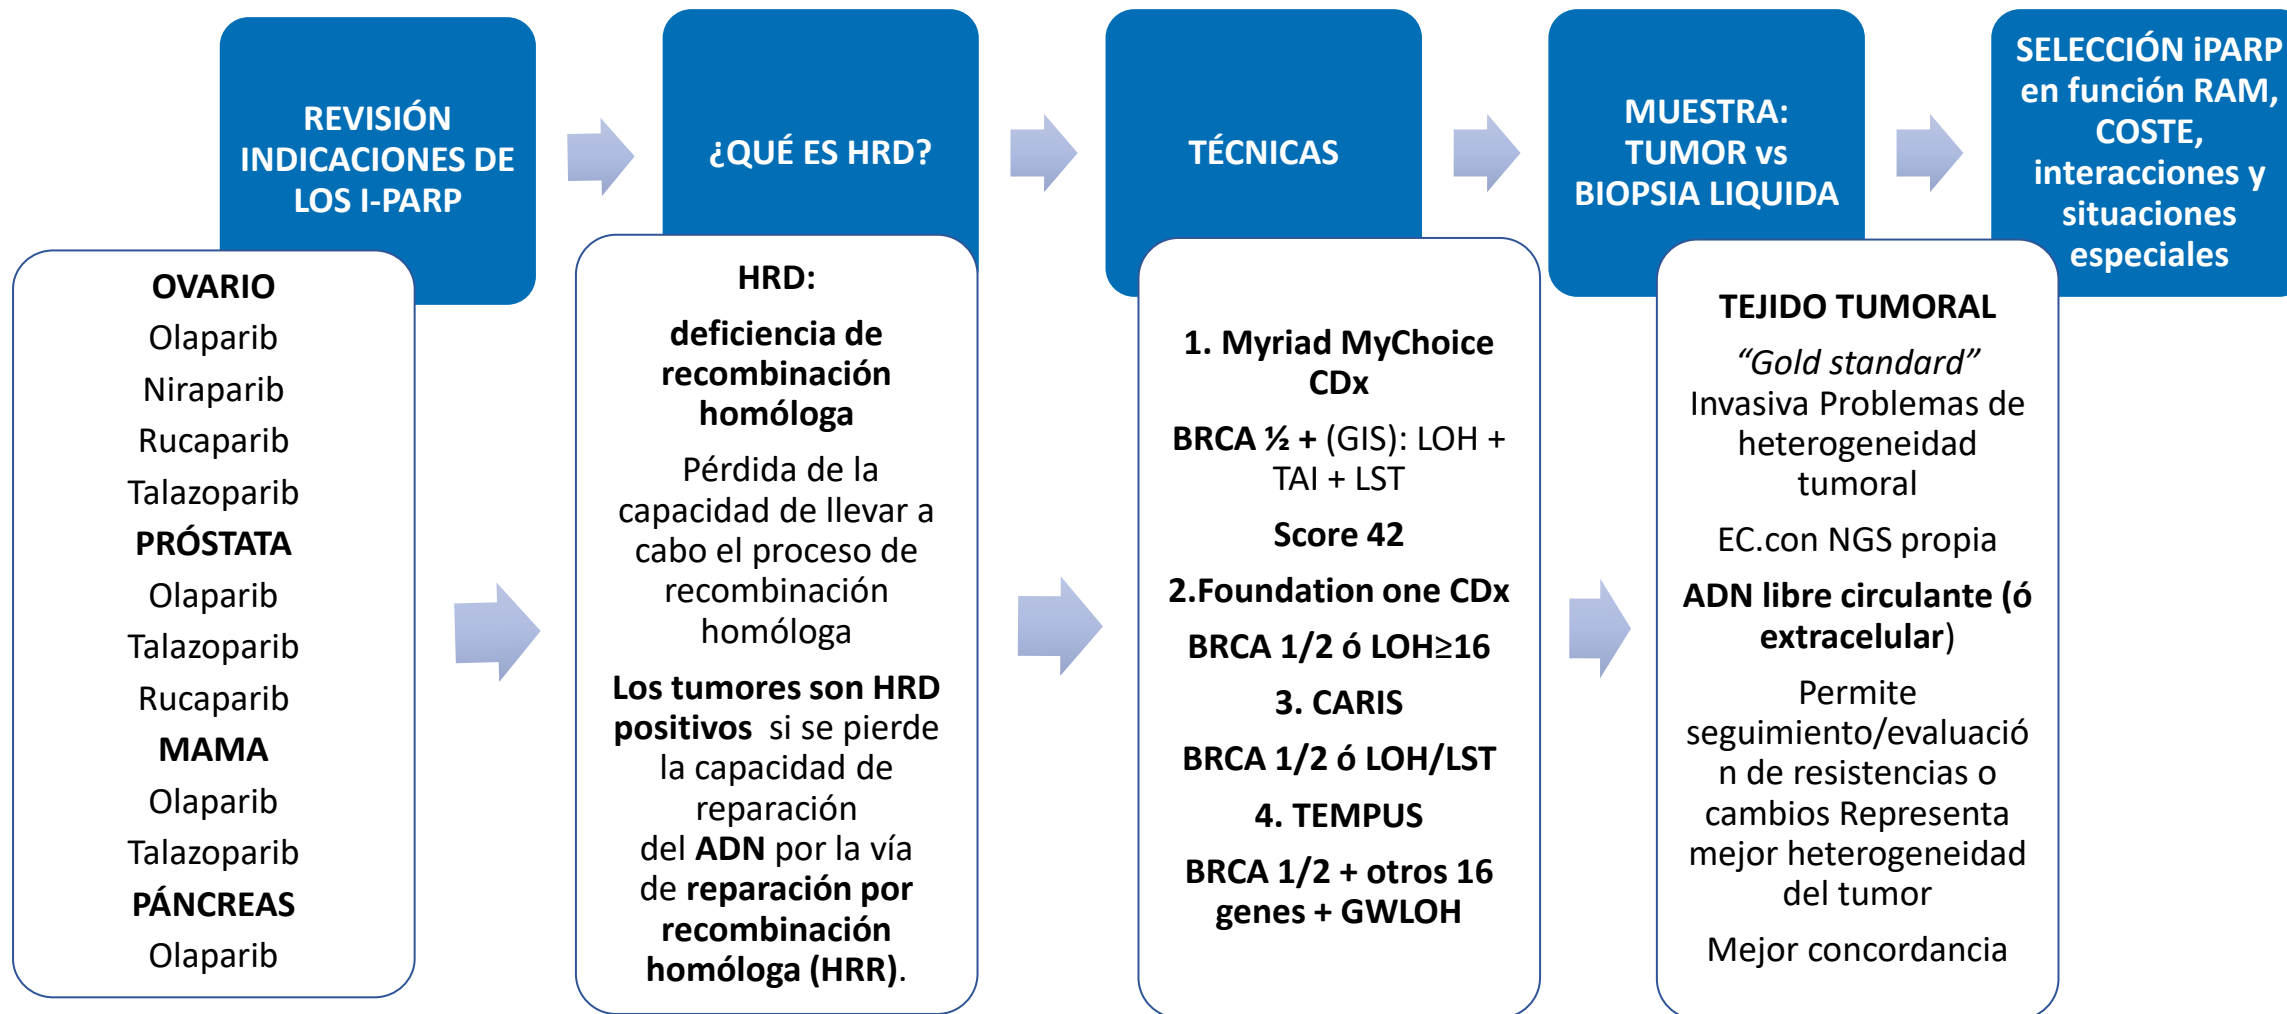 REVISIÓN
INDICACIONES DE
LOS I-PARP
OVARIO
Olaparib
Niraparib
Rucaparib
Talazoparib
PRÓSTATA
Olaparib
Talazoparib
Rucaparib
MAMA
Olaparib
Talazoparib
PÁNCREAS
Olaparib
¿QUÉ ES HRD?
HRD:
deficiencia de
recombinación
homóloga
Pérdida de la
capacidad de llevar a
cabo el proceso de
recombinación
homóloga
Los tumores son HRD
positivos si se pierde
la capacidad de
reparación
del ADN por la vía
de reparación por
recombinación
homóloga (HRR).
TÉCNICAS
1. Myriad MyChoice
CDx
BRCA ½ + (GIS): LOH +
TAI + LST
Score 42
2.Foundation one CDx
BRCA 1/2 ó LOH≥16
3. CARIS
BRCA 1/2 ó LOH/LST
4. TEMPUS
BRCA 1/2 + otros 16
genes + GWLOH
MUESTRA:
TUMOR vs
BIOPSIA LIQUIDA
TEJIDO TUMORAL
“Gold standard”
Invasiva Problemas de
heterogeneidad
tumoral
EC.con NGS propia
ADN libre circulante (ó
extracelular)
Permite
seguimiento/evaluació
n de resistencias o
cambios Representa
mejor heterogeneidad
del tumor
Mejor concordancia
SELECCIÓN iPARP
en función RAM,
COSTE,
interacciones y
situaciones
especiales